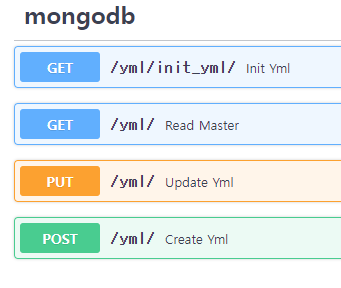 mongodb
GET /yml/init_yml/ Init Yml
GET /yml/ Read Master
PUT /yml/ Update Yml
POST /yml/ Create Yml